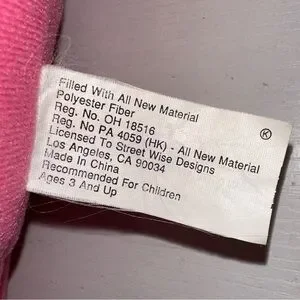 Filled With All New Material
Polyester Fiber
Reg. No. OH 18516
Reg. No PA 4059 (HK) - All New Material
Licensed To Street Wise Designs
Los Angeles, CA 90034
Made In China
Recommended For Children
Ages 3 And Up
®